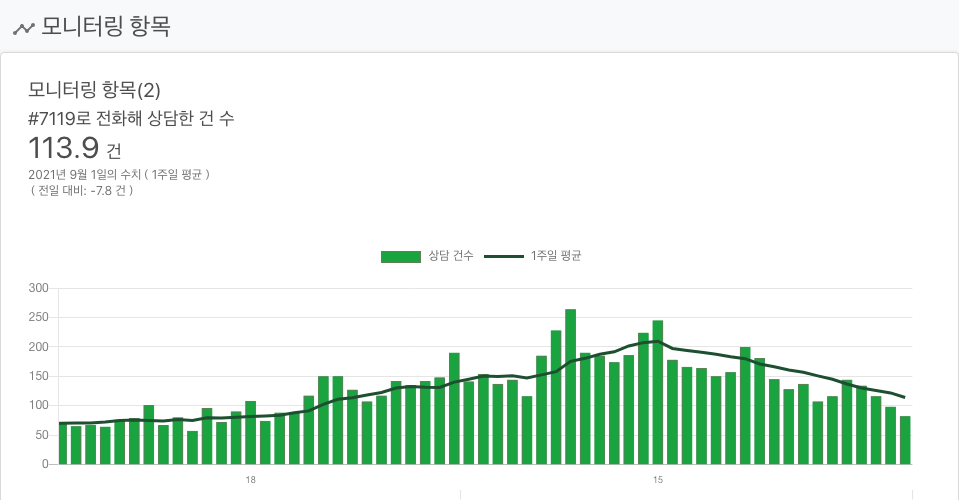 모니터링 항목
모니터링 항목(2)
#7119로 전화해 상담한 건 수
113.9 건
2021년 9월 1일의 수치 ( 1주일 평균 )
( 전일 대비: -7.8 건 )
상담 건수 1주일 평균
300
250
200
150
100
50
0
18 15